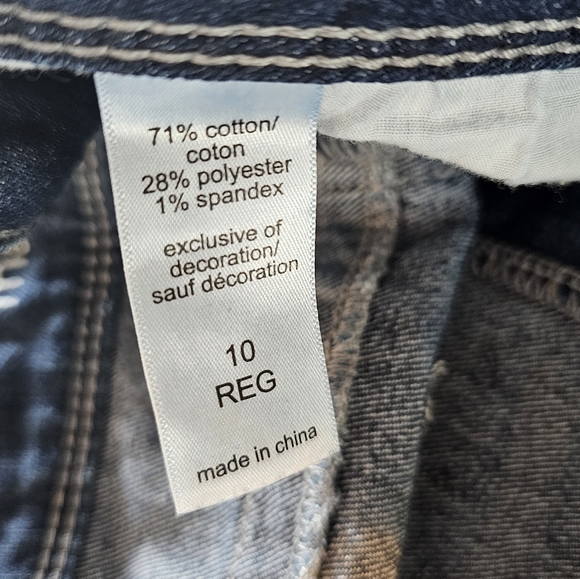 71% cotton/
coton
28% polyester
1% spandex
exclusive of
decoration/
sauf décoration
10
REG
made in china